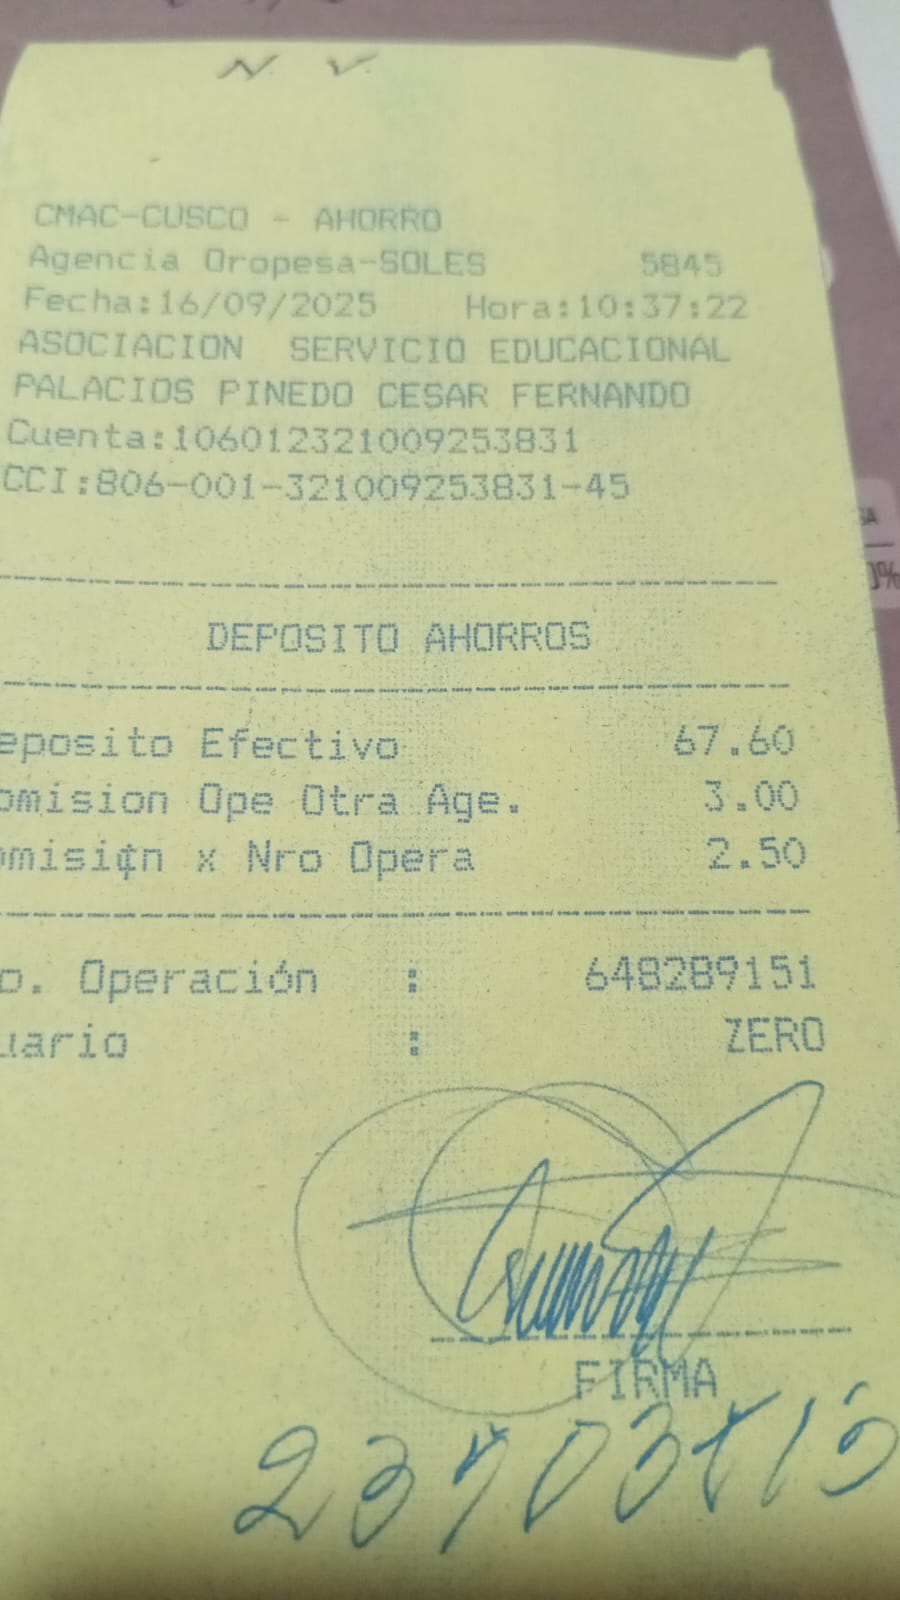 N. V.
CMAC-CUSCO - AHORRO
Agencia Oropesa-SOLES 5845
Fecha:16/09/2025 Hora:10:37:22
ASOCIACION SERVICIO EDUCACIONAL
PALACIOS PINEDO CESAR FERNANDO
Cuenta:106012321009253831
CCI:806-001-321009253831-45
DEPOSITO AHORROS
eposito Efectivo 67.60
omision Ope Otra Age. 3.00
omisión x Nro Opera 2.50
o. Operación : 648289151
uario : ZERO
FIRMA